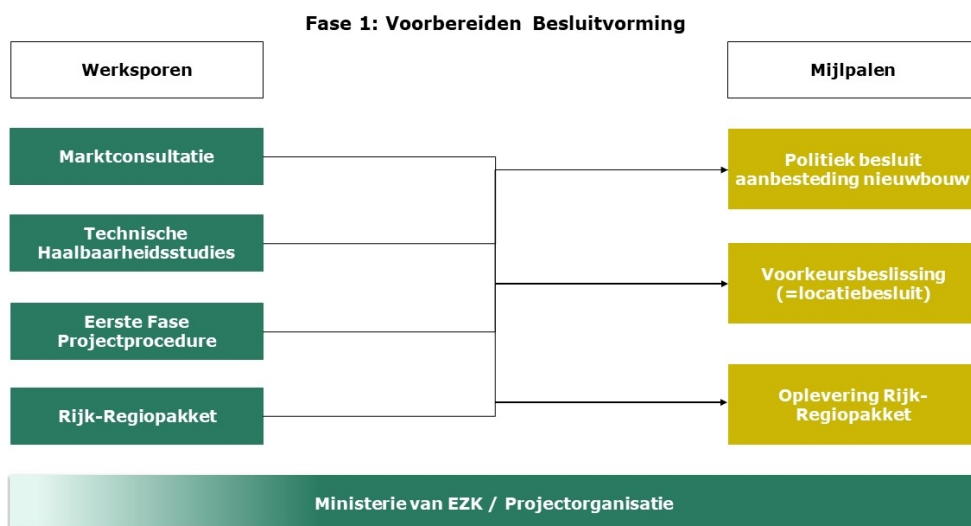 Fase 1: Voorbereiden Besluitvorming
Werksporen
Mijlpalen
Marktconsultatie
Technische
Haalbaarheidsstudies
Eerste Fase
Projectprocedure
Rijk-Regiopakket
Politiek besluit
aanbesteding nieuwbouw
Voorkeursbeslissing
(=locatiebesluit)
Oplevering Rijk-
Regiopakket
Ministerie van EZK / Projectorganisatie